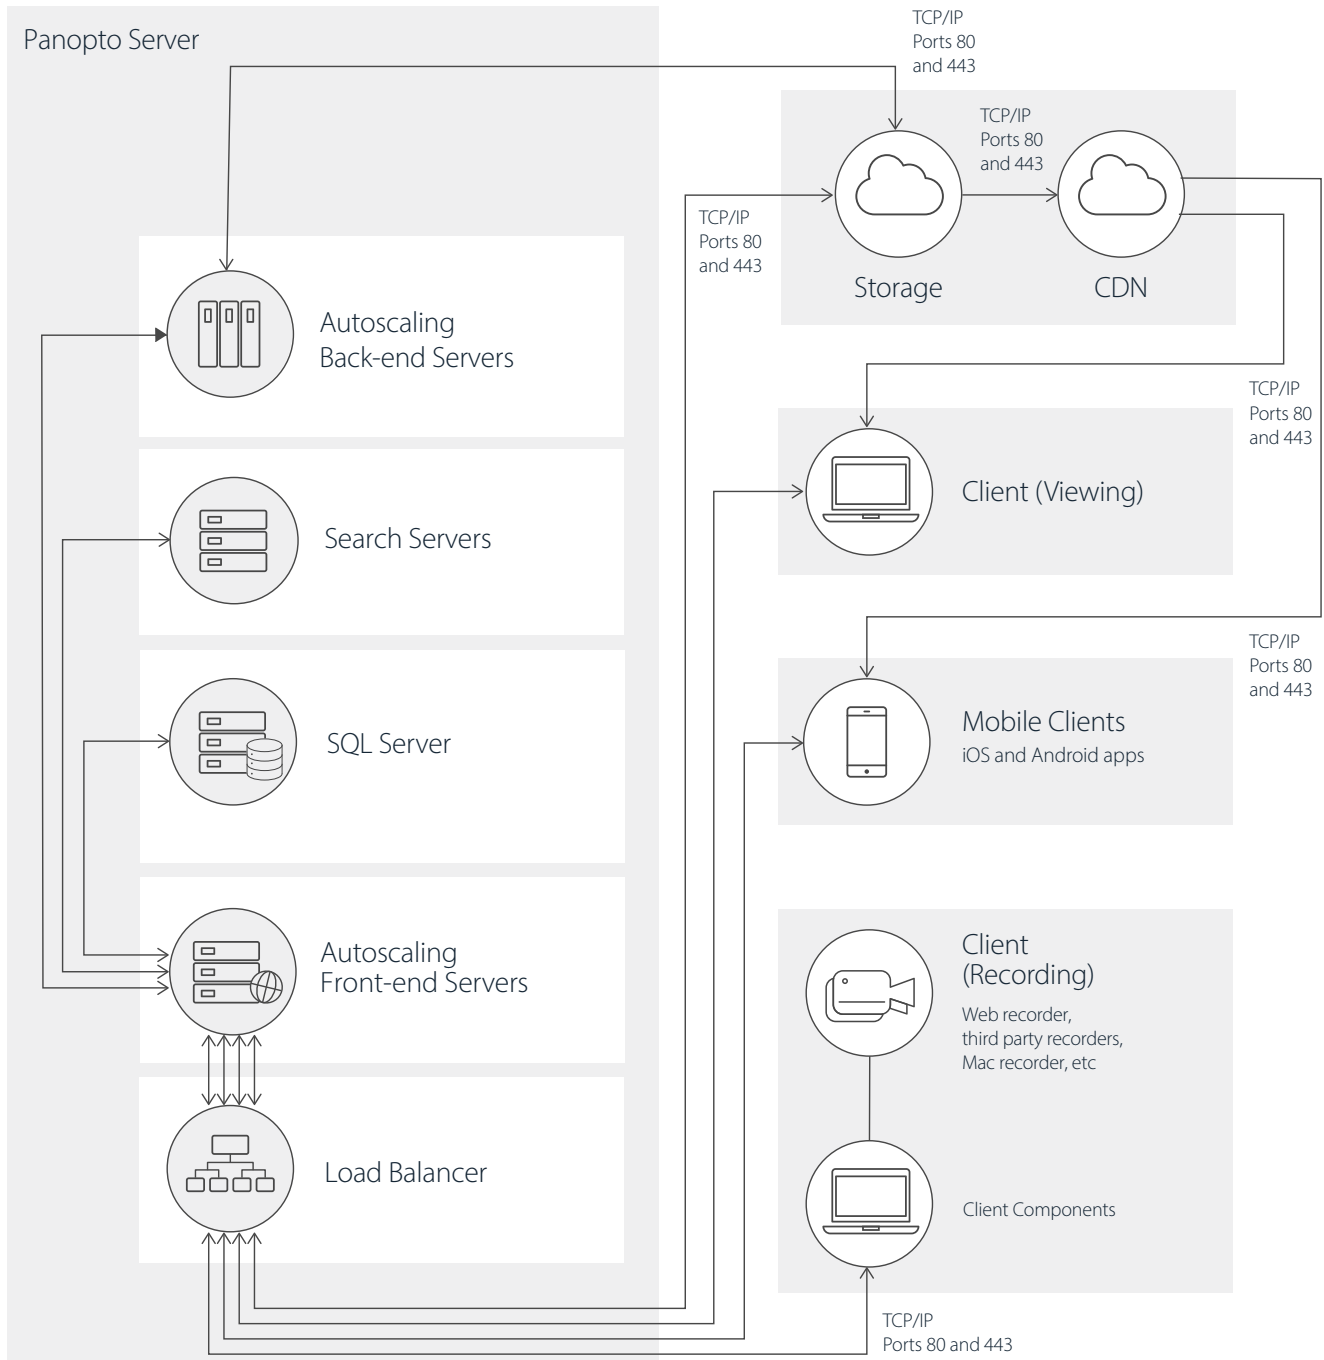 Panopto Server
TCP/IP
Ports 80
and 443
TCP/IP
Ports 80
and 443
TCP/IP
Ports 80
and 443
Storage
CDN
Autoscaling
Back-end Servers
TCP/IP
Ports 80
and 443
Client (Viewing)
Search Servers
TCP/IP
Ports 80
and 443
Mobile Clients
iOS and Android apps
SQL Server
Autoscaling
Front-end Servers
Client
(Recording)
Web recorder,
third party recorders,
Mac recorder, etc
Load Balancer
Client Components
TCP/IP
Ports 80 and 443